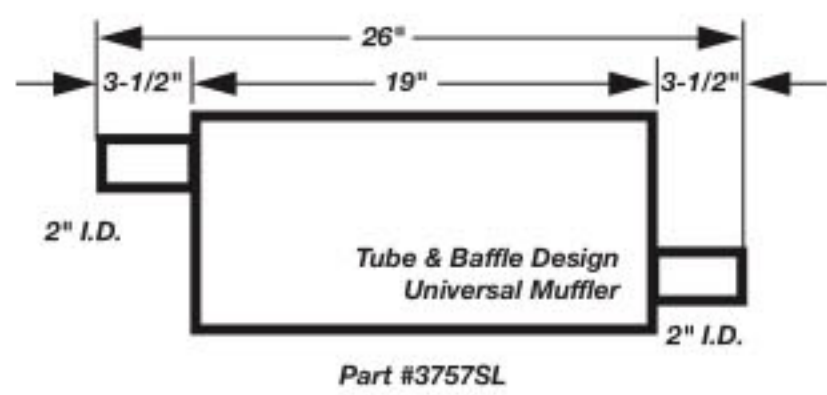 26"
3-1/2" 19" 3-1/2"
2" I.D.
Tube & Baffle Design
Universal Muffler
2" I.D.
Part #3757SL